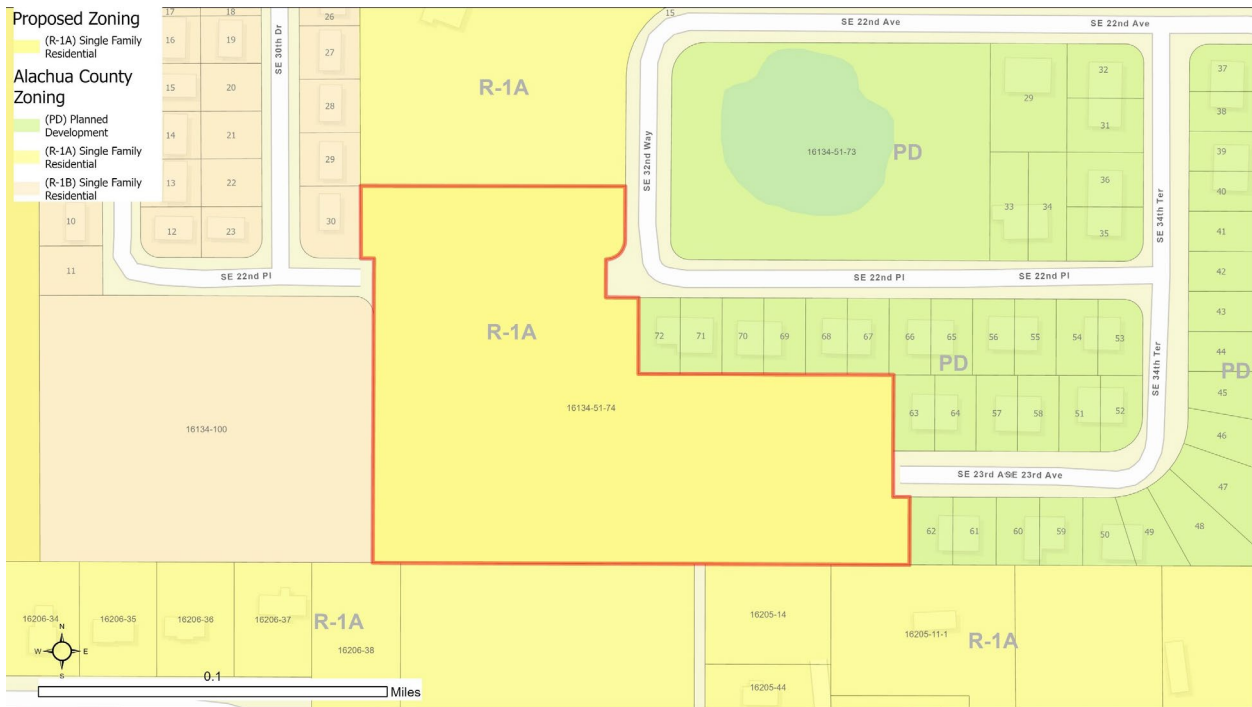 Proposed Zoning
(R-1A) Single Family
Residential
Alachua County
Zoning
(PD) Planned
Development
(R-1A) Single Family
Residential
(R-1B) Single Family
Residential
17
18
26
15
SE 22nd Ave
SE 22nd Ave
SE 30th Dr
16
19
27
R-1A
29
32
37
15
20
28
31
38
14
21
29
SE 32nd Way
16134-51-73
PD
39
13
22
36
40
10
12
23
30
33
34
35
SE 34th Ter
41
11
SE 22nd Pl
SE 22nd Pl
SE 22nd Pl
42
43
R-1A
72
71
70
69
68
67
66
65
56
55
54
53
44
PD
PD
SE 34th Ter
45
16134-51-74
63
64
57
58
51
52
16134-100
46
SE 23rd A
SE 23rd Ave
47
48
62
61
60
59
50
49
16206-34
16206-35
16206-36
16206-37
R-1A
16205-14
16205-11-1
R-1A
N
W
E
S
16206-38
0.1
Miles
16205-44